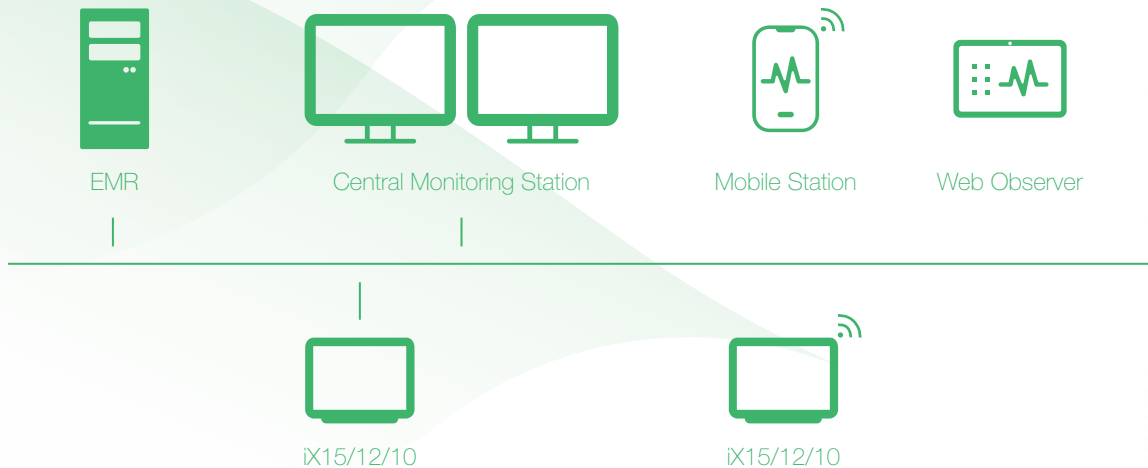 EMR
Central Monitoring Station
Mobile Station
Web Observer
iX15/12/10
iX15/12/10